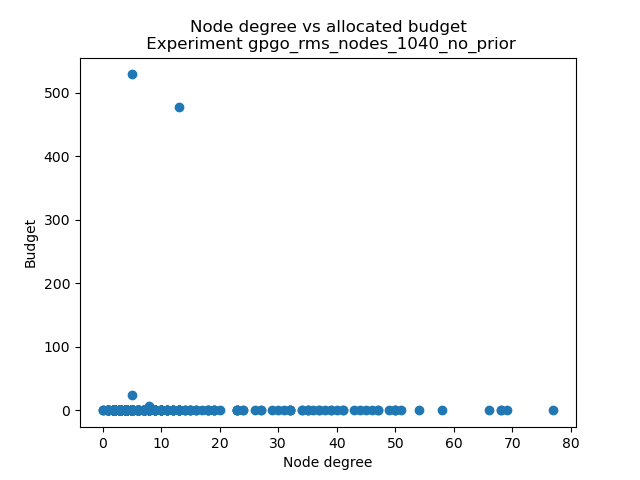 Node degree vs allocated budget
Experiment gpgo_rms_nodes_1040_no_prior
500
400
300
200
100
0
Budget
0 10 20 30 40 50 60 70 80
Node degree